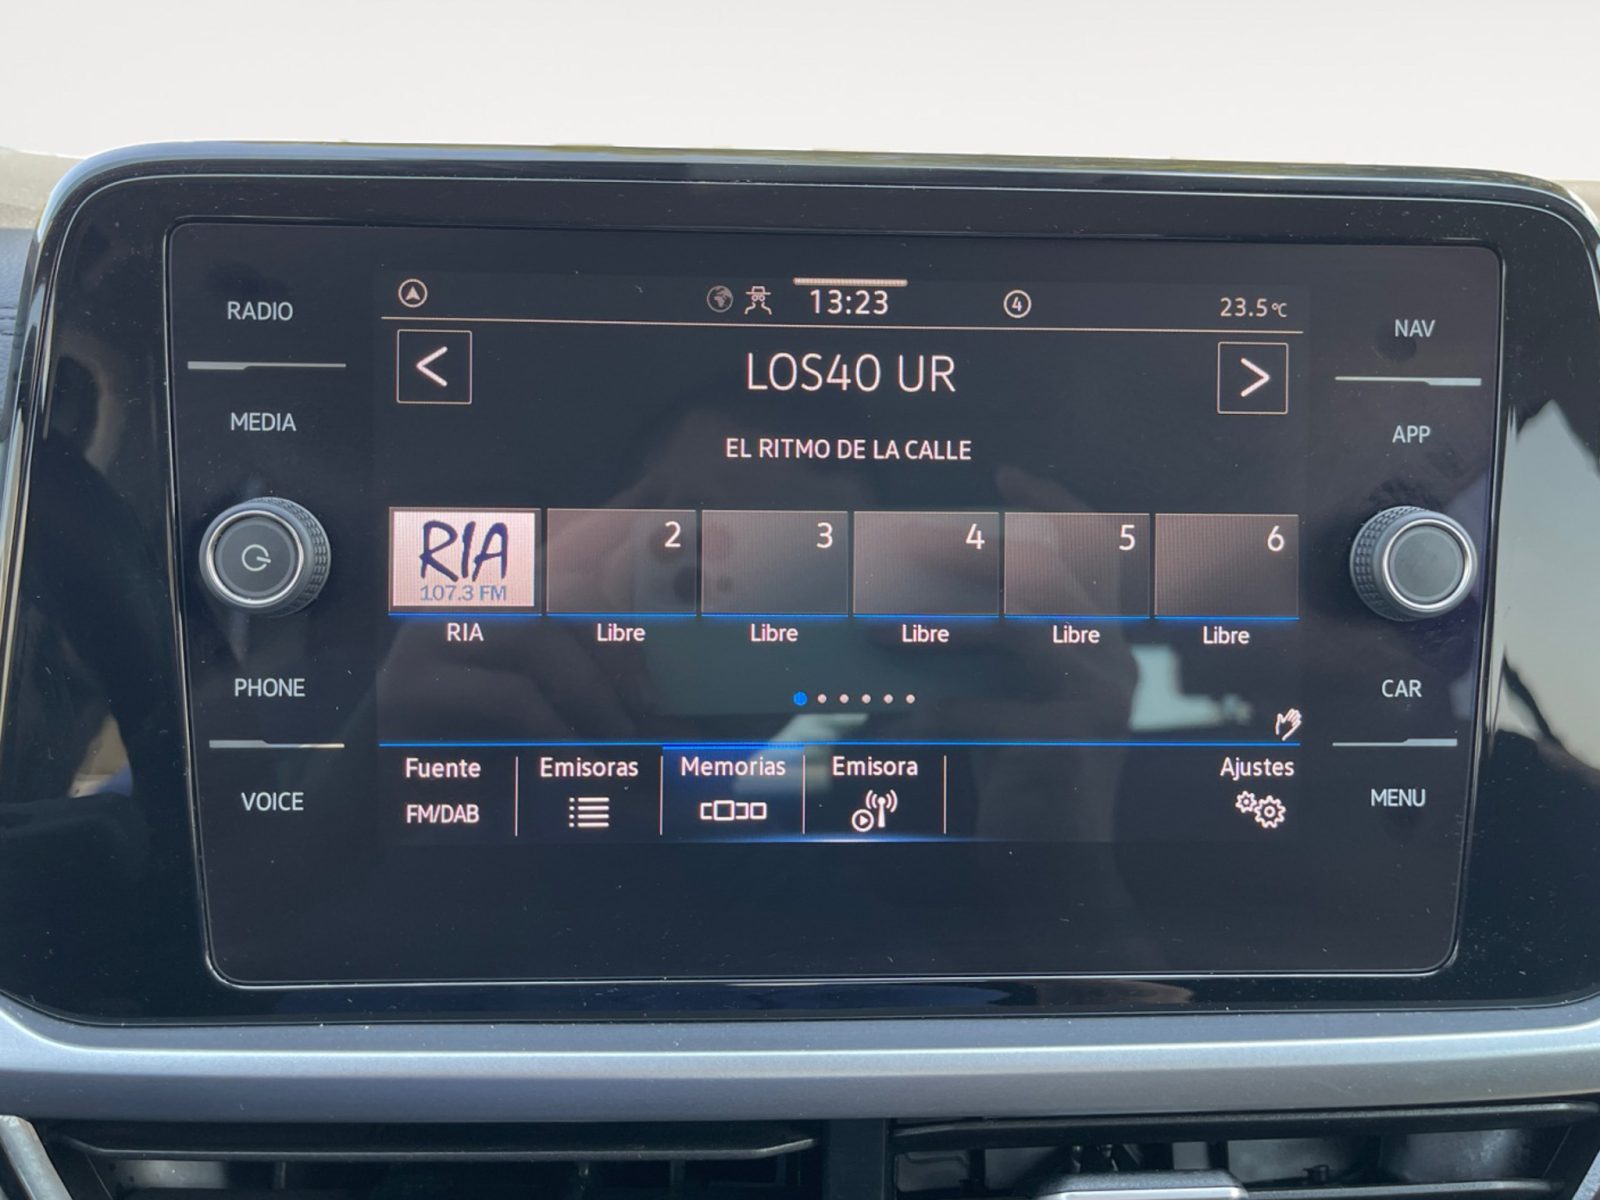 RADIO
MEDIA
PHONE
VOICE
13:23
4
23.5°C
LOS40 UR
EL RITMO DE LA CALLE
RIA
107.3 FM
2
3
4
5
6
RIA
Libre
Libre
Libre
Libre
Libre
Fuente
FM/DAB
Emisoras
Memorias
Emisora
Ajustes
NAV
APP
CAR
MENU